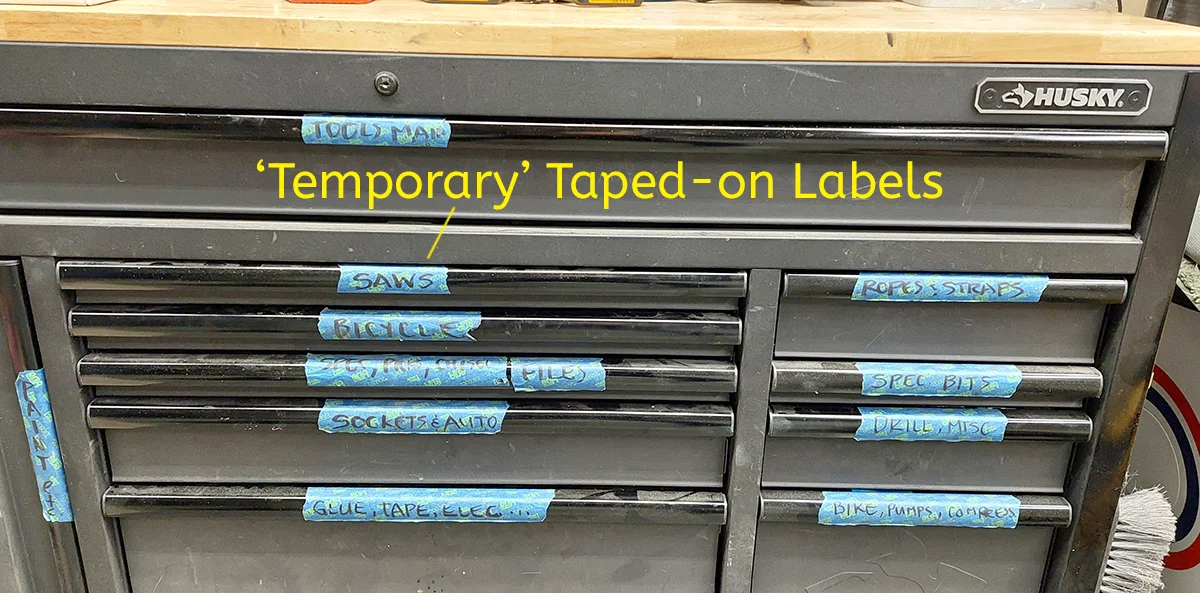 HUSKY
TOOLS MAR
‘Temporary’ Taped-on Labels
SAWS
BICYCLE
FILES
SOCKETS & AUTO
GLUE, TAPE, ELEC...
ROPES & STRAPS
SPEC BITS
DRILL, MISC
BIKE, PUMPS, COMPRESS
PAINT etc